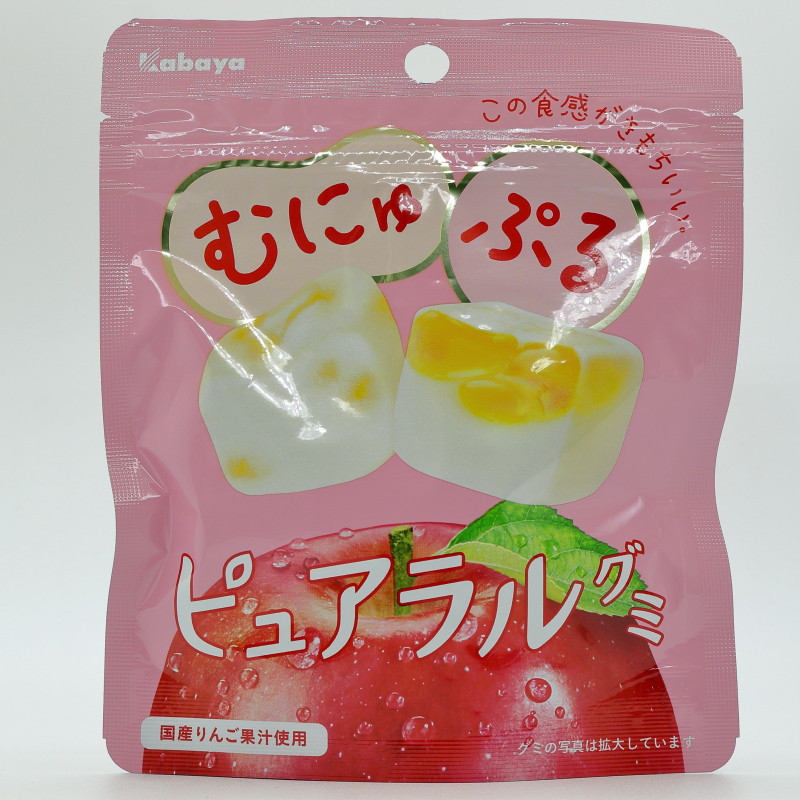 Kabaya
この食感がきもちいい。
むにゅ
ぷる
ピュアラルグミ
国産りんご果汁使用
グミの写真は拡大しています